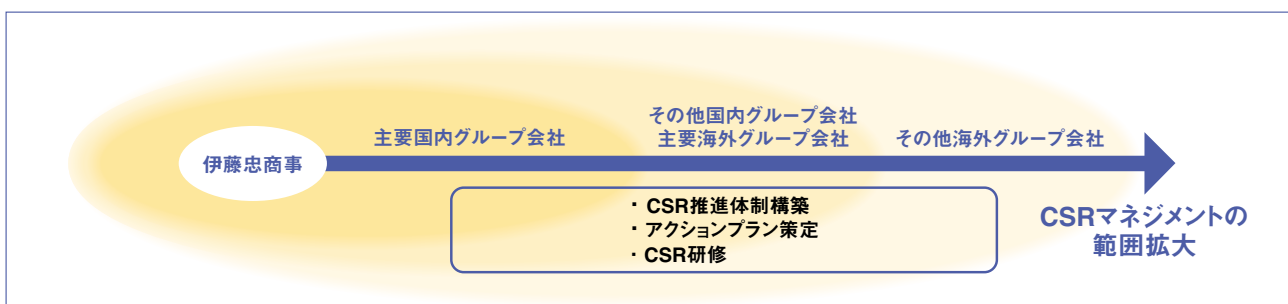 伊藤忠商事
主要国内グループ会社
その他国内グループ会社
主要海外グループ会社
その他海外グループ会社
・CSR推進体制構築
・アクションプラン策定
・CSR研修
CSRマネジメントの
範囲拡大